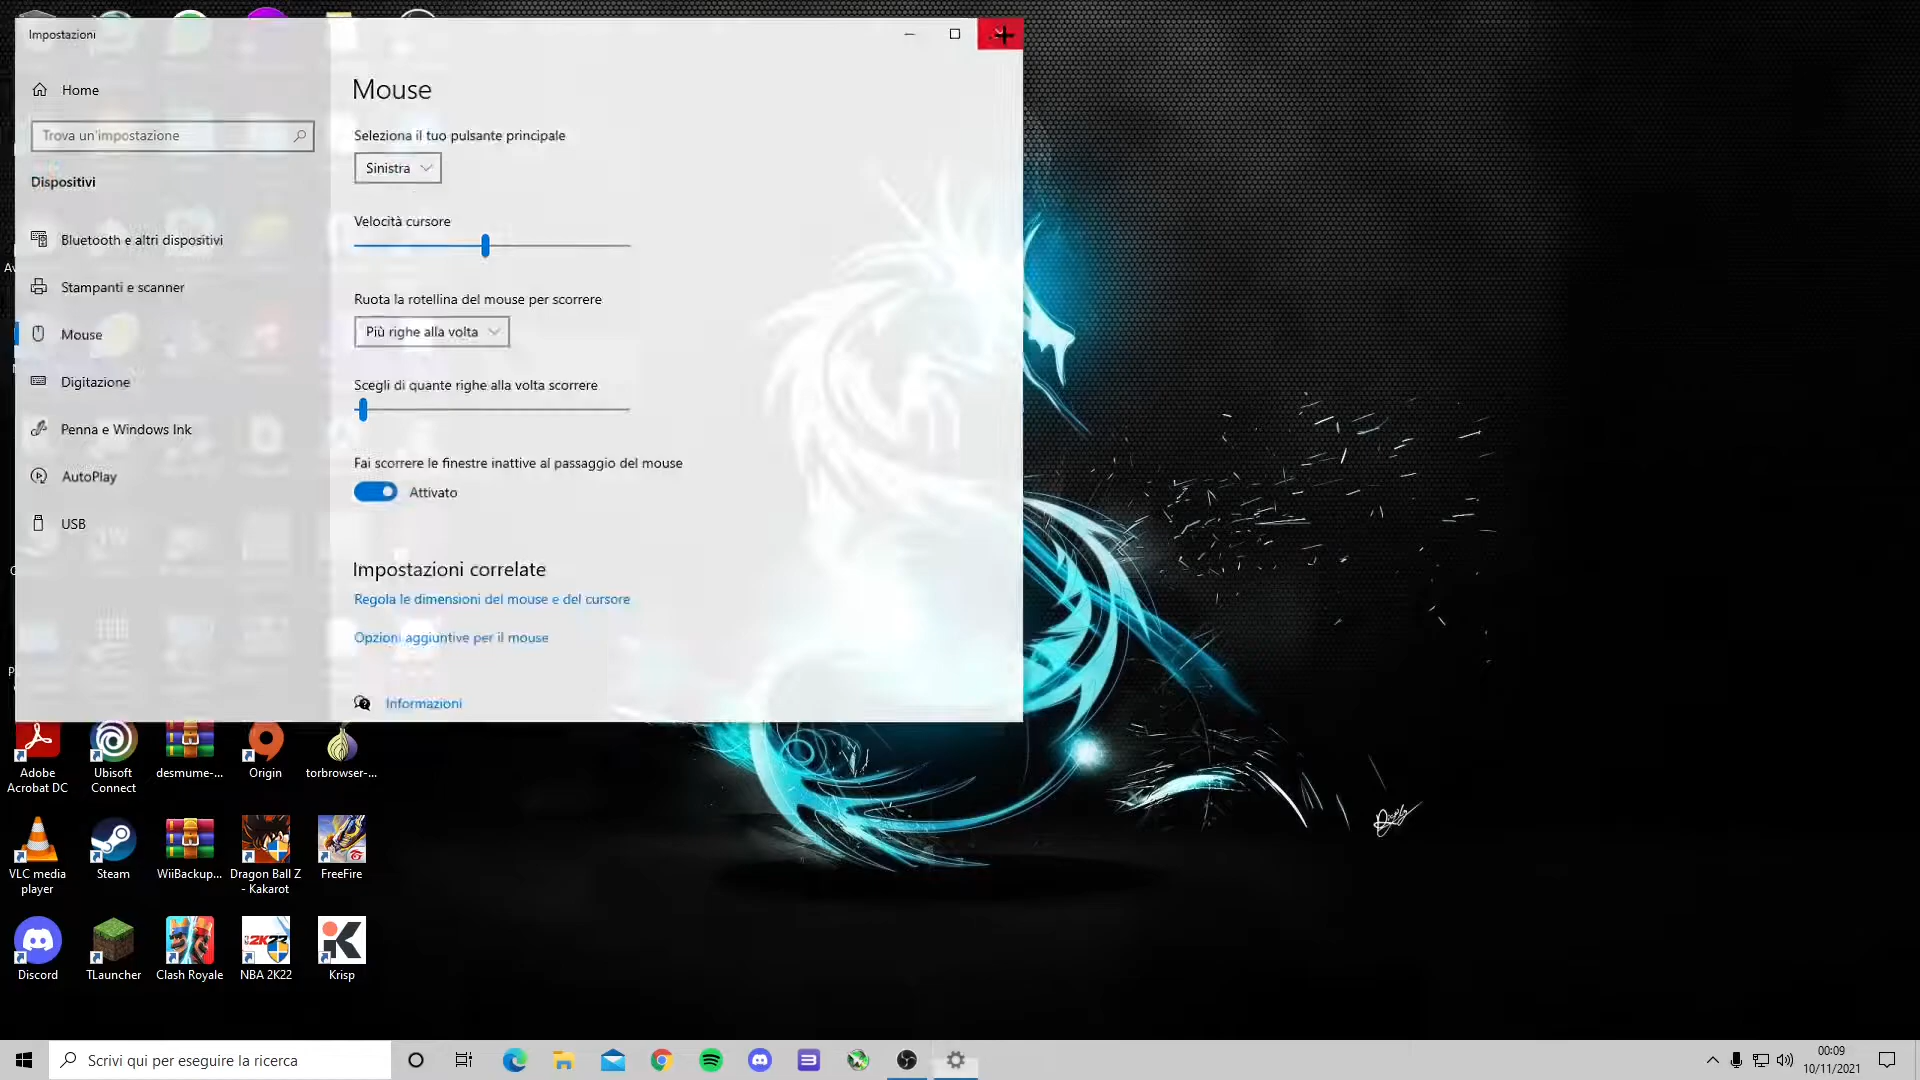 Impostazioni
Home
Trova un'impostazione
Dispositivi
Bluetooth e altri dispositivi
Stampanti e scanner
Mouse
Digitazione
Penna e Windows Ink
AutoPlay
USB
Mouse
Seleziona il tuo pulsante principale
Sinistra
Velocità cursore
Ruota la rotellina del mouse per scorrere
Più righe alla volta
Scegli di quante righe alla volta scorrere
Fai scorrere le finestre inattive al passaggio del mouse
Attivato
Impostazioni correlate
Regola le dimensioni del mouse e del cursore
Opzioni aggiuntive per il mouse
Informazioni
Adobe
Acrobat DC
Ubisoft
Connect
desmume-...
Origin
torbrowser-...
VLC media
player
Steam
WiiBackup...
Dragon Ball Z
- Kakarot
FreeFire
Discord
TLauncher
Clash Royale
NBA 2K22
Krisp
Scrivi qui per eseguire la ricerca
00:09
10/11/2021